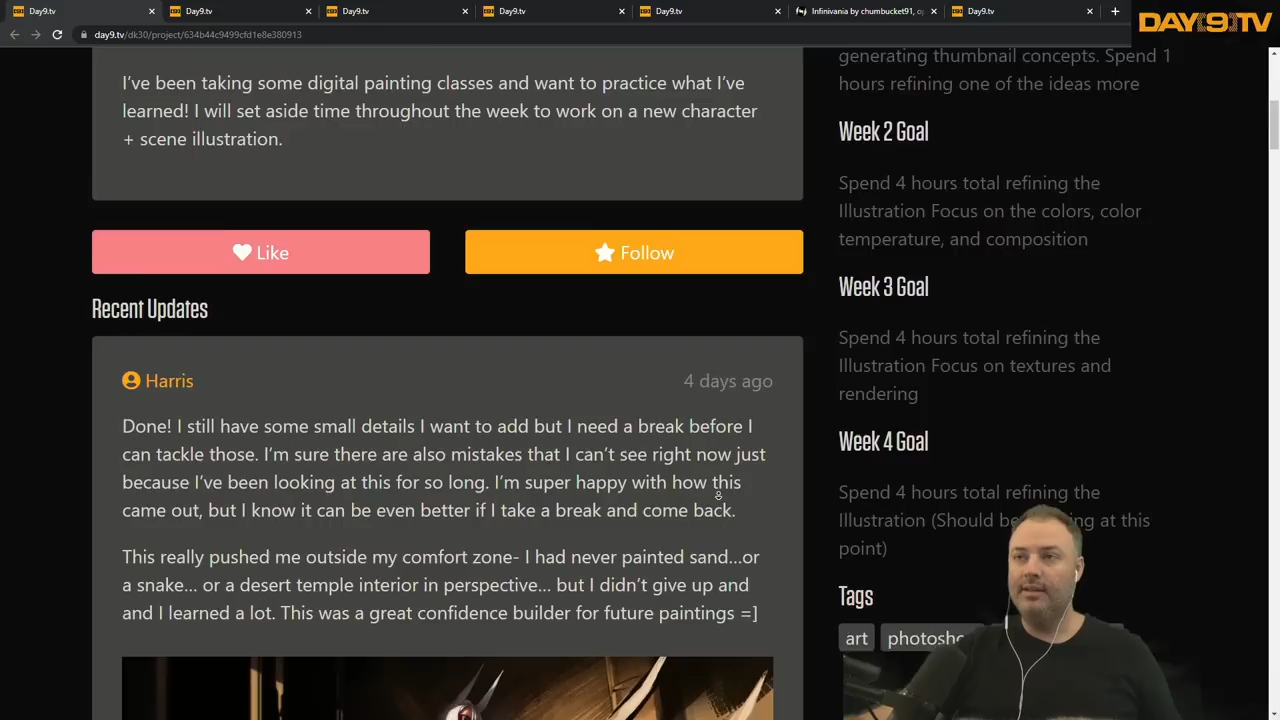 Day9.tv
Day9.tv
Day9.tv
Day9.tv
Day9.tv
Infinivania by chumbucket91, o
Day9.tv
DAY[9].TV
day9.tv/dk30/project/634b44c9499cfd1e8e380913
I've been taking some digital painting classes and want to practice what I've
learned! I will set aside time throughout the week to work on a new character
+ scene illustration.
Like
Follow
Recent Updates
Harris
4 days ago
Done! I still have some small details I want to add but I need a break before I
can tackle those. I'm sure there are also mistakes that I can't see right now just
because I've been looking at this for so long. I'm super happy with how this
came out, but I know it can be even better if I take a break and come back.
This really pushed me outside my comfort zone- I had never painted sand...or
a snake... or a desert temple interior in perspective... but I didn't give up and
and I learned a lot. This was a great confidence builder for future paintings =]
generating thumbnail concepts. Spend 1
hours refining one of the ideas more
Week 2 Goal
Spend 4 hours total refining the
Illustration Focus on the colors, color
temperature, and composition
Week 3 Goal
Spend 4 hours total refining the
Illustration Focus on textures and
rendering
Week 4 Goal
Spend 4 hours total refining the
Illustration (Should be at this
point)
Tags
art
photosho